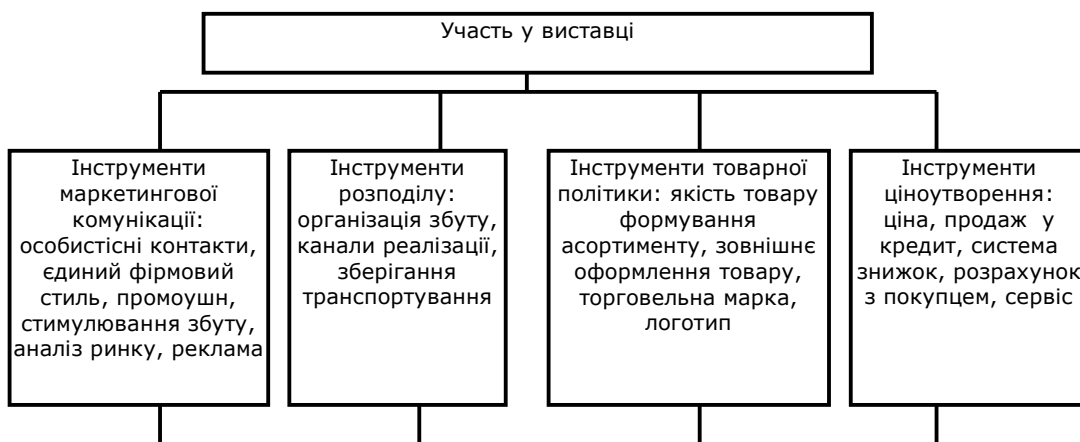 Участь у виставці
Інструменти
маркетингової
комунікації:
особистісні контакти,
єдиний фірмовий
стиль, промоушн,
стимулювання збуту,
аналіз ринку, реклама
Інструменти
розподілу:
організація збуту,
канали реалізації,
зберігання
транспортування
Інструменти товарної
політики: якість товару
формування
асортименту, зовнішнє
оформлення товару,
торговельна марка,
логотип
Інструменти
ціноутворення:
ціна, продаж у
кредит, система
знижок, розрахунок
з покупцем, сервіс